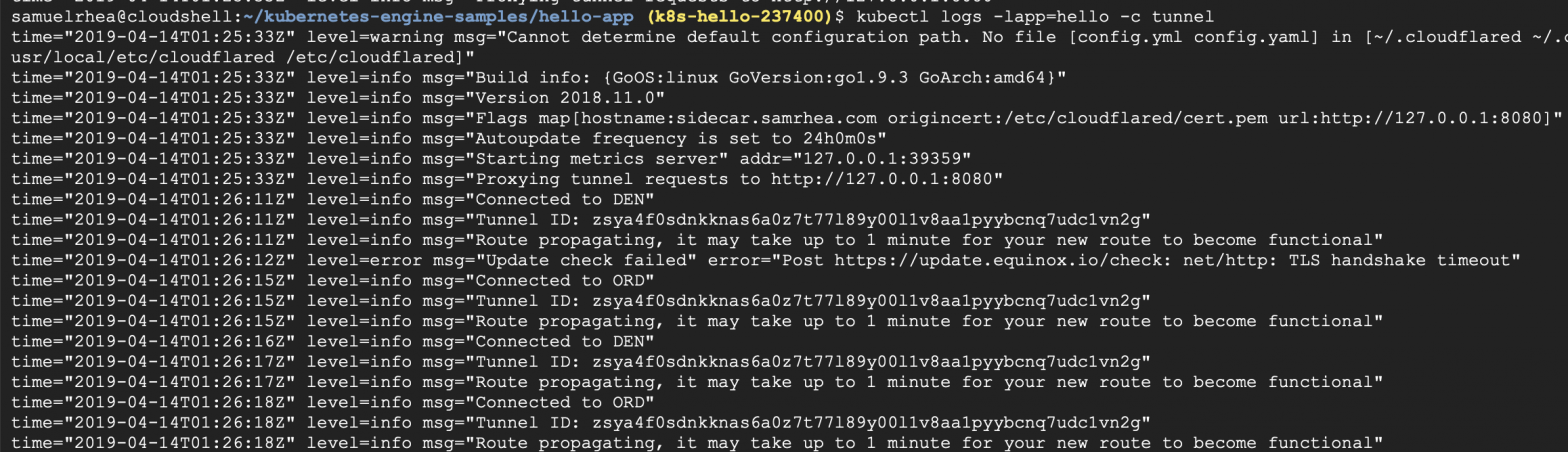 samuelrhea@cloudshell:~/kubernetes-engine-samples/hello-app (k8s-hello-237400)$ kubectl logs -lapp=hello -c tunnel
time="2019-04-14T01:25:33Z" level=warning msg="Cannot determine default configuration path. No file [config.yml config.yaml] in [~/.cloudflared ~/.
usr/local/etc/cloudflared /etc/cloudflared]"
time="2019-04-14T01:25:33Z" level=info msg="Build info: {GoOS:linux GoVersion:go1.9.3 GoArch:amd64}"
time="2019-04-14T01:25:33Z" level=info msg="Version 2018.11.0"
time="2019-04-14T01:25:33Z" level=info msg="Flags map[hostname:sidecar.samrhea.com origincert:/etc/cloudflared/cert.pem url:http://127.0.0.1:8080]"
time="2019-04-14T01:25:33Z" level=info msg="Autoupdate frequency is set to 24h0m0s"
time="2019-04-14T01:25:33Z" level=info msg="Starting metrics server" addr="127.0.0.1:39359"
time="2019-04-14T01:25:33Z" level=info msg="Proxying tunnel requests to http://127.0.0.1:8080"
time="2019-04-14T01:26:11Z" level=info msg="Connected to DEN"
time="2019-04-14T01:26:11Z" level=info msg="Tunnel ID: zsya4f0sdnkknas6a0z7t77l89y00l1v8aa1pyybcnq7udc1vn2g"
time="2019-04-14T01:26:11Z" level=info msg="Route propagating, it may take up to 1 minute for your new route to become functional"
time="2019-04-14T01:26:12Z" level=error msg="Update check failed" error="Post https://update.equinox.io/check: net/http: TLS handshake timeout"
time="2019-04-14T01:26:15Z" level=info msg="Connected to ORD"
time="2019-04-14T01:26:15Z" level=info msg="Tunnel ID: zsya4f0sdnkknas6a0z7t77l89y00l1v8aa1pyybcnq7udc1vn2g"
time="2019-04-14T01:26:15Z" level=info msg="Route propagating, it may take up to 1 minute for your new route to become functional"
time="2019-04-14T01:26:16Z" level=info msg="Connected to DEN"
time="2019-04-14T01:26:17Z" level=info msg="Tunnel ID: zsya4f0sdnkknas6a0z7t77l89y00l1v8aa1pyybcnq7udc1vn2g"
time="2019-04-14T01:26:17Z" level=info msg="Route propagating, it may take up to 1 minute for your new route to become functional"
time="2019-04-14T01:26:18Z" level=info msg="Connected to ORD"
time="2019-04-14T01:26:18Z" level=info msg="Tunnel ID: zsya4f0sdnkknas6a0z7t77l89y00l1v8aa1pyybcnq7udc1vn2g"
time="2019-04-14T01:26:18Z" level=info msg="Route propagating, it may take up to 1 minute for your new route to become functional"